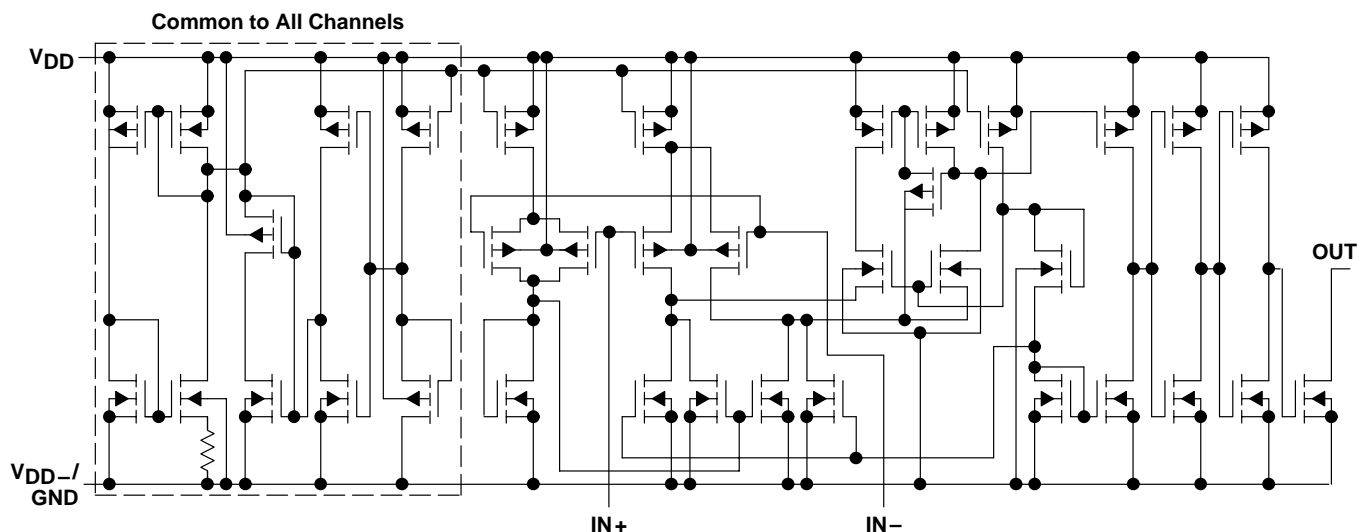 Common to All Channels
VDD
OUT
VDD−/
GND
IN+
IN−